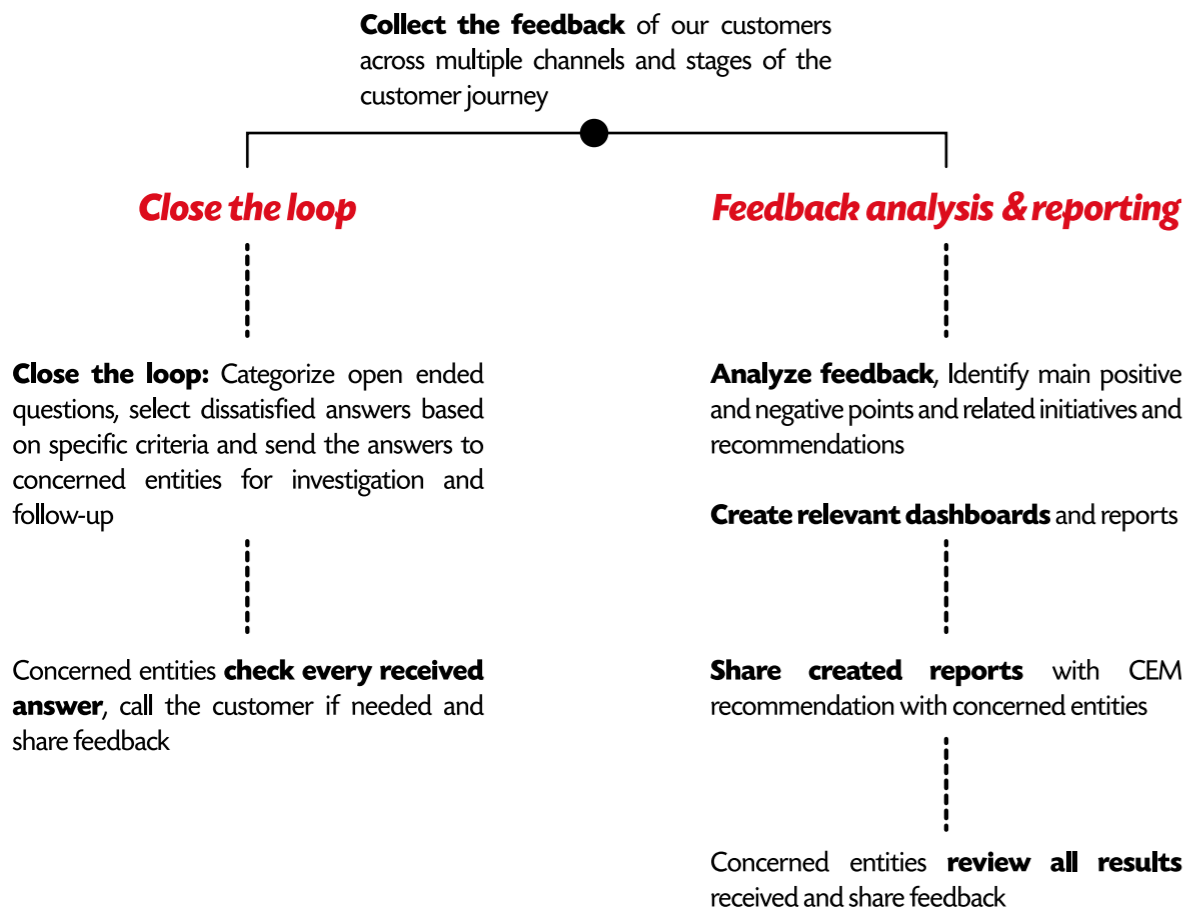 Collect the feedback of our customers
across multiple channels and stages of the
customer journey
Close the loop
Close the loop: Categorize open ended
questions, select dissatisfied answers based
on specific criteria and send the answers to
concerned entities for investigation and
follow-up
Concerned entities check every received
answer, call the customer if needed and
share feedback
Feedback analysis & reporting
Analyze feedback, Identify main positive
and negative points and related initiatives and
recommendations
Create relevant dashboards and reports
Share created reports with CEM
recommendation with concerned entities
Concerned entities review all results
received and share feedback